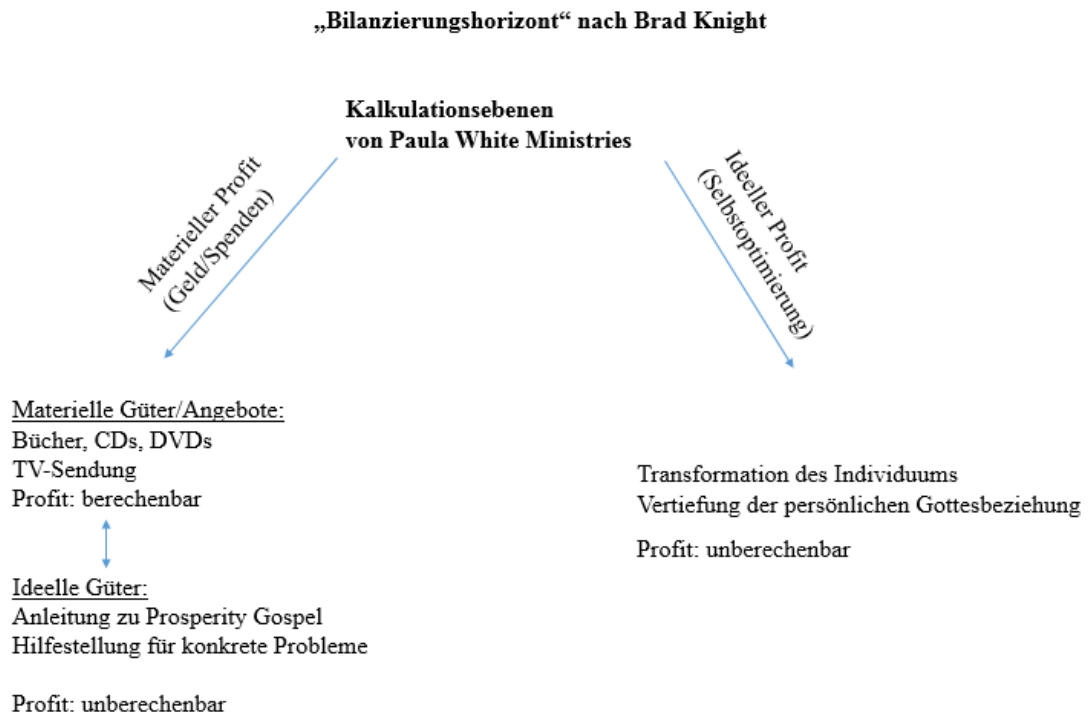 „Bilanzierungshorizont“ nach Brad Knight
Kalkulationsebenen
von Paula White Ministries
Materieller Profit
(Geld/Spenden)
Ideeller Profit
(Selbstoptimierung)
Materielle Güter/Angebote:
Bücher, CDs, DVDs
TV-Sendung
Profit: berechenbar
Ideelle Güter:
Anleitung zu Prosperity Gospel
Hilfestellung für konkrete Probleme
Profit: unberechenbar
Transformation des Individuums
Vertiefung der persönlichen Gottesbeziehung
Profit: unberechenbar